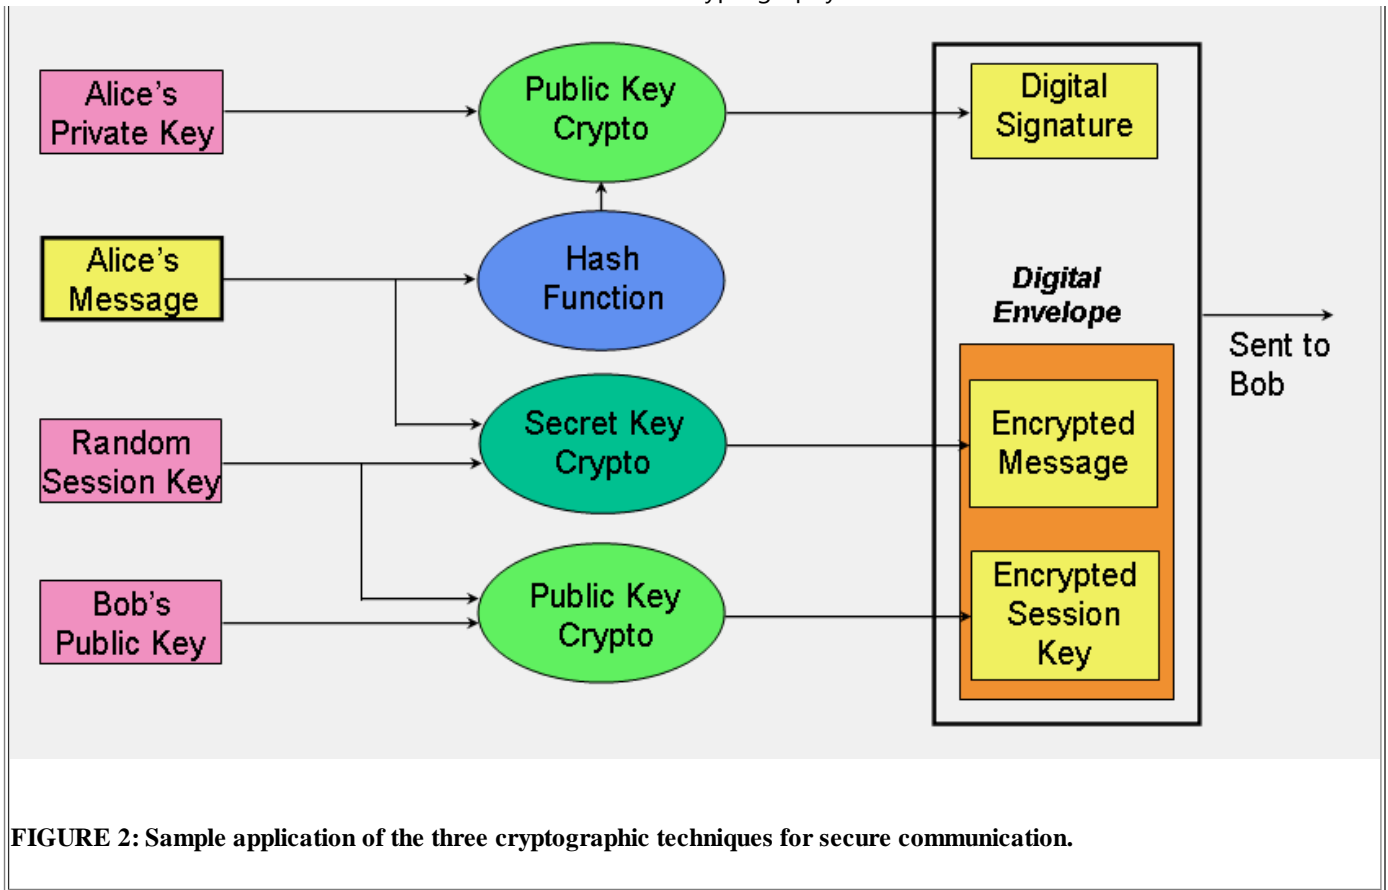 Alice's
Private Key
Public Key
Crypto
Digital
Signature
Alice's
Message
Hash
Function
Digital
Envelope
Sent to
Bob
Random
Session Key
Secret Key
Crypto
Encrypted
Message
Bob's
Public Key
Public Key
Crypto
Encrypted
Session
Key
FIGURE 2: Sample application of the three cryptographic techniques for secure communication.